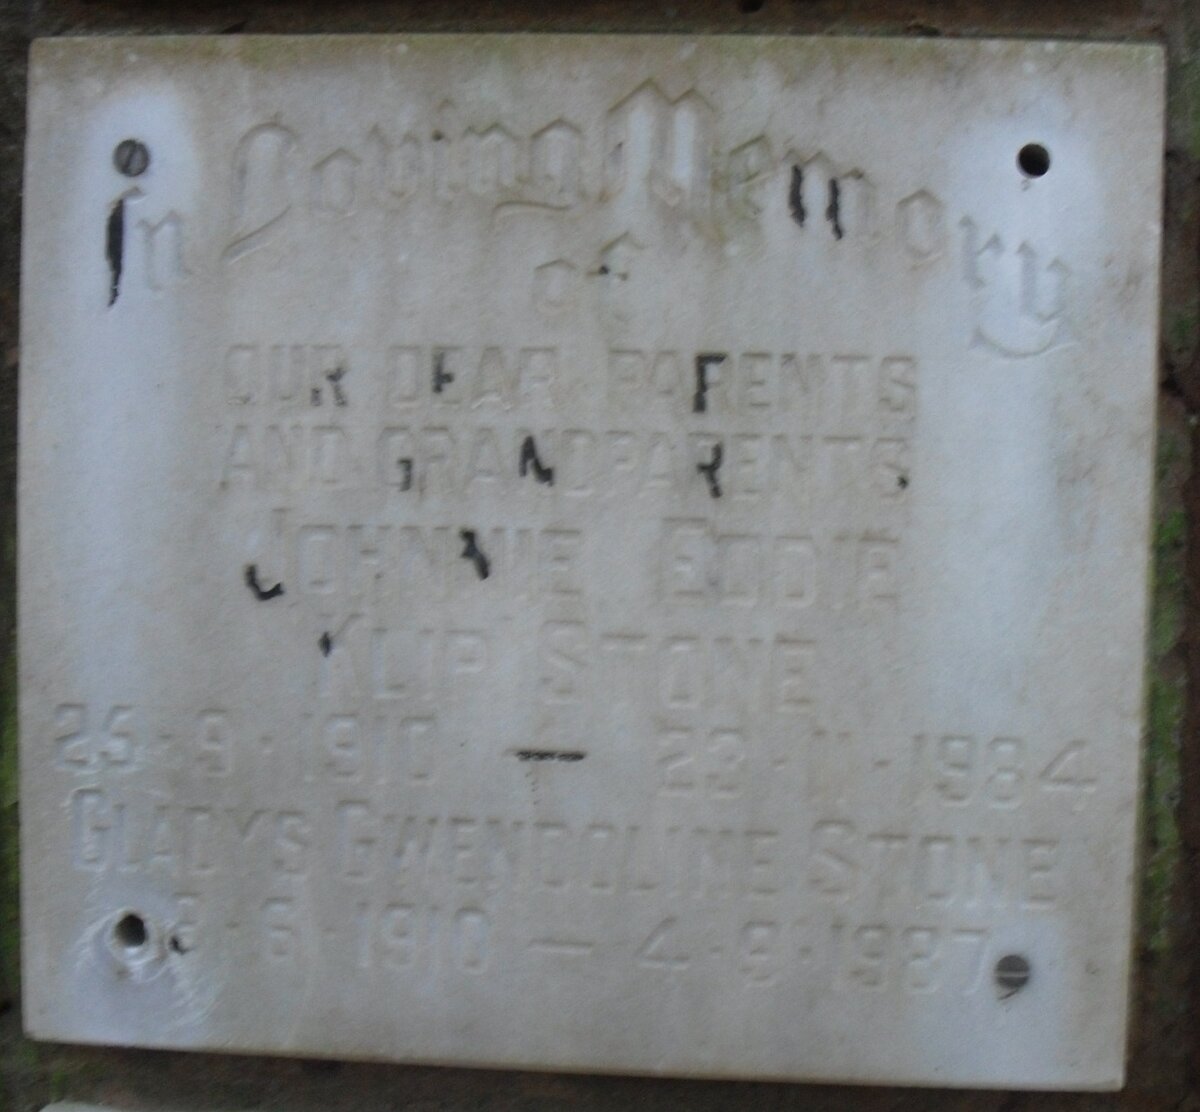 In Loving Memory
of
OUR DEAR PARENTS
AND GRANDPARENTS
JOHNNIE EDDIE
'KLIP' STONE
25·9·1910 — 23·11·1984
GLADYS GWENDOLINE STONE
6·1910 — 4·9·1987